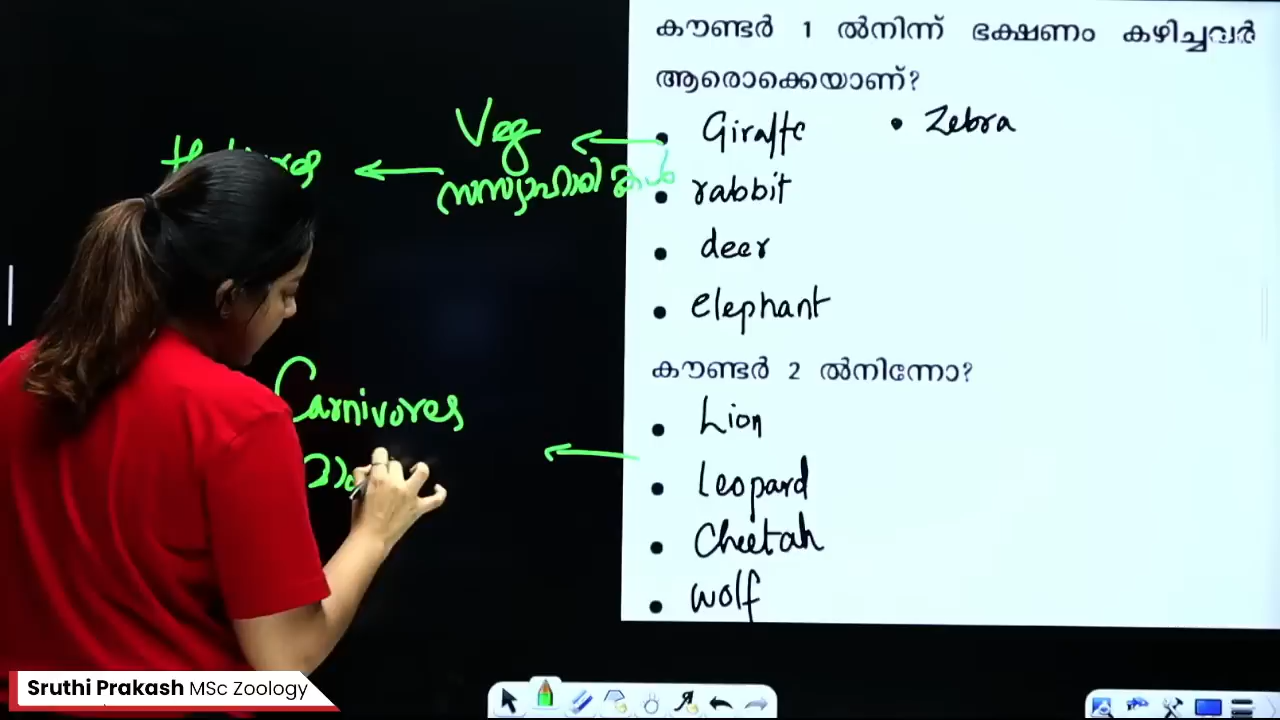 കൗണ്ടർ 1 ൽനിന്ന് ഭക്ഷണം കഴിച്ചവർ
ആരൊക്കെയാണ്?
• Giraffe • Zebra
• rabbit
• deer
• elephant
Veg
സസ്യാഹാരികൾ
കൗണ്ടർ 2 ൽനിന്നോ?
• Lion
• Leopard
• Cheetah
• wolf
Carnivores
Sruthi Prakash MSc Zoology